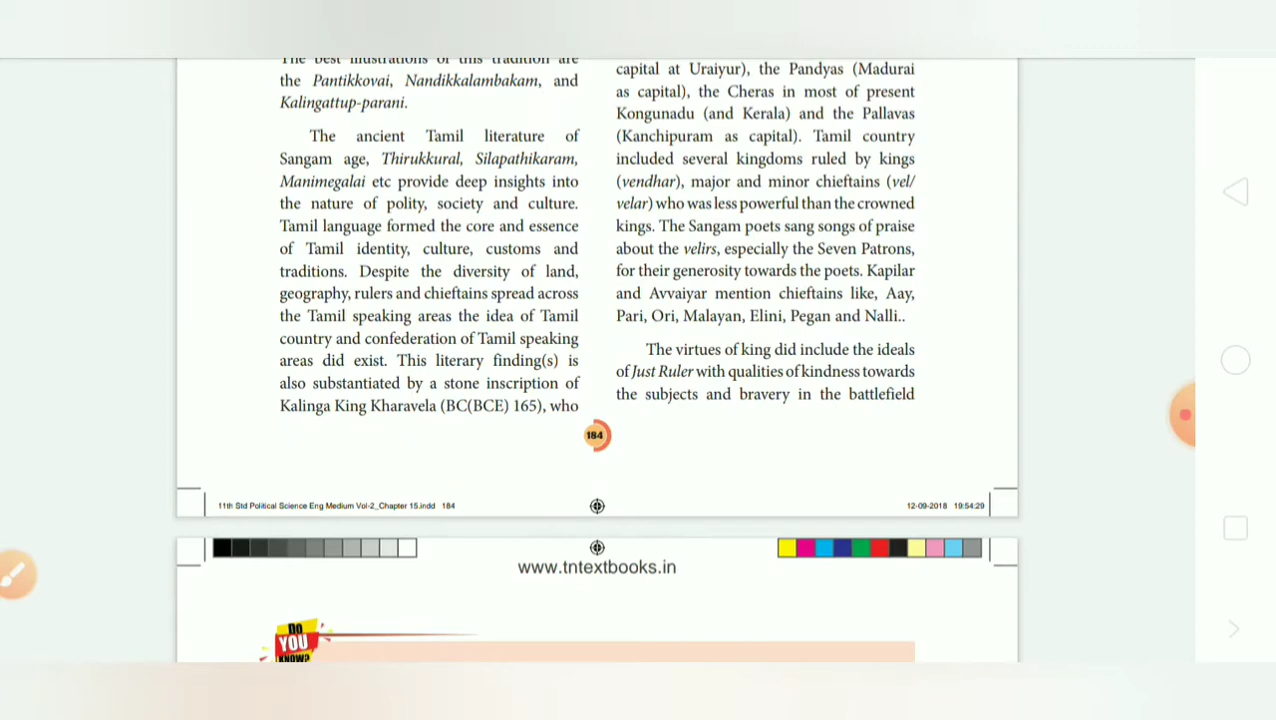 The best illustrations of this tradition are
the Pantikkovai, Nandikkalambakam, and
Kalingattup-parani.
The ancient Tamil literature of
Sangam age, Thirukkural, Silapathikaram,
Manimegalai etc provide deep insights into
the nature of polity, society and culture.
Tamil language formed the core and essence
of Tamil identity, culture, customs and
traditions. Despite the diversity of land,
geography, rulers and chieftains spread across
the Tamil speaking areas the idea of Tamil
country and confederation of Tamil speaking
areas did exist. This literary finding(s) is
also substantiated by a stone inscription of
Kalinga King Kharavela (BC(BCE) 165), who
capital at Uraiyur), the Pandyas (Madurai
as capital), the Cheras in most of present
Kongunadu (and Kerala) and the Pallavas
(Kanchipuram as capital). Tamil country
included several kingdoms ruled by kings
(vendhar), major and minor chieftains (vel/
velar) who was less powerful than the crowned
kings. The Sangam poets sang songs of praise
about the velirs, especially the Seven Patrons,
for their generosity towards the poets. Kapilar
and Avvaiyar mention chieftains like, Aay,
Pari, Ori, Malayan, Elini, Pegan and Nalli..
The virtues of king did include the ideals
of Just Ruler with qualities of kindness towards
the subjects and bravery in the battlefield
184
11th Std Political Science Eng Medium Vol-2_Chapter 15.indd 184
12-09-2018 19:54:29
www.tntextbooks.in
DO
YOU
KNOW?